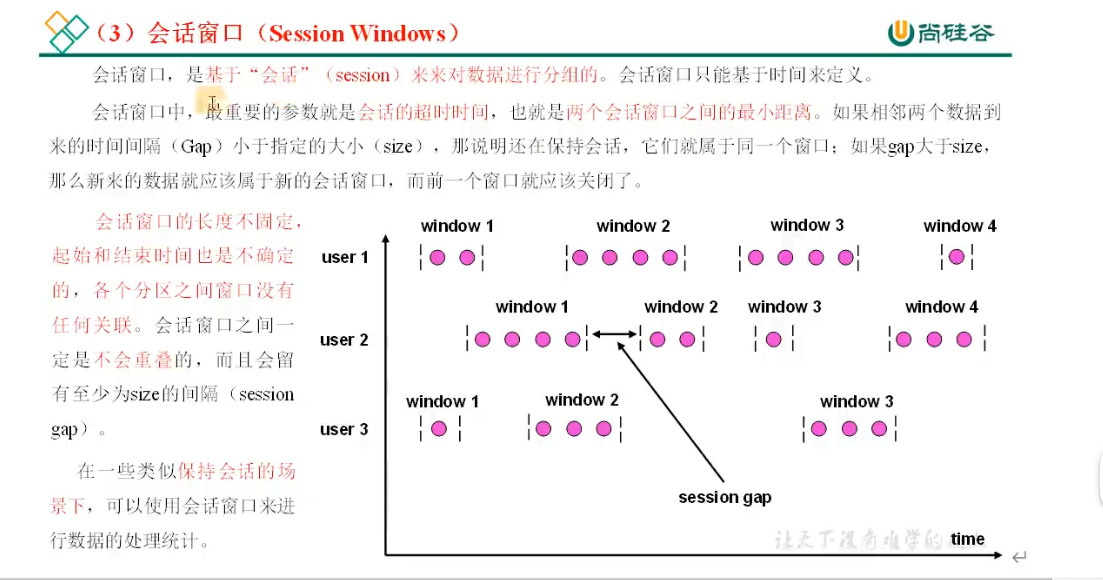 （3）会话窗口（Session Windows）
尚硅谷
会话窗口，是基于“会话”（session）来来对数据进行分组的。会话窗口只能基于时间来定义。
会话窗口中，最重要的参数就是会话的超时时间，也就是两个会话窗口之间的最小距离。如果相邻两个数据到
来的时间间隔（Gap）小于指定的大小（size），那说明还在保持会话，它们就属于同一个窗口；如果gap大于size，
那么新来的数据就应该属于新的会话窗口，而前一个窗口就应该关闭了。
会话窗口的长度不固定，
起始和结束时间也是不确定
的，各个分区之间窗口没有
任何关联。会话窗口之间一
定是不会重叠的，而且会留
有至少为size的间隔（session
gap）。
在一些类似保持会话的场
景下，可以使用会话窗口来进
行数据的处理统计。
window 1 window 2 window 3 window 4
user 1
window 1 window 2 window 3 window 4
user 2
window 1 window 2 window 3
user 3
session gap
让天下没有难学的
time